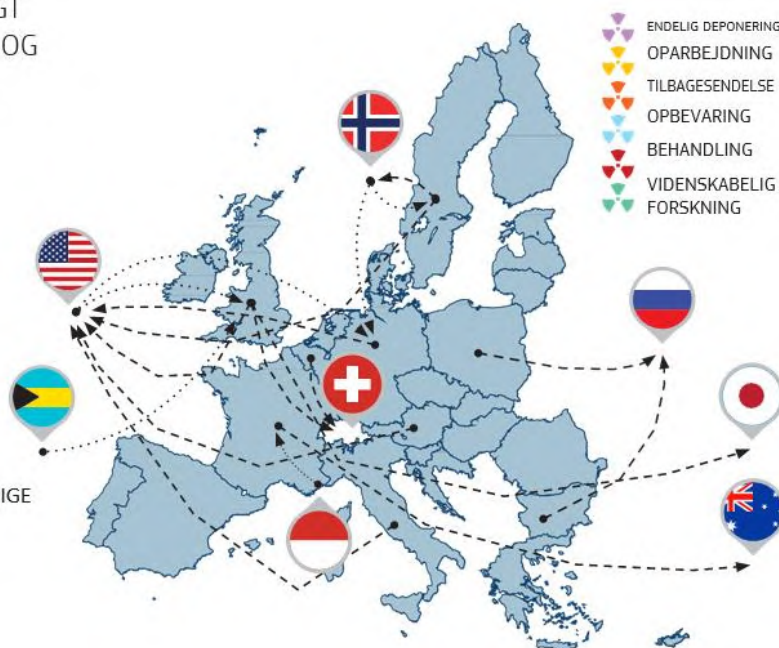 OG
ENDELIG DEPONERING
OPARBEJDNING
TILBAGESENDELSE
OPBEVARING
BEHANDLING
VIDENSKABELIG
FORSKNING
IGE